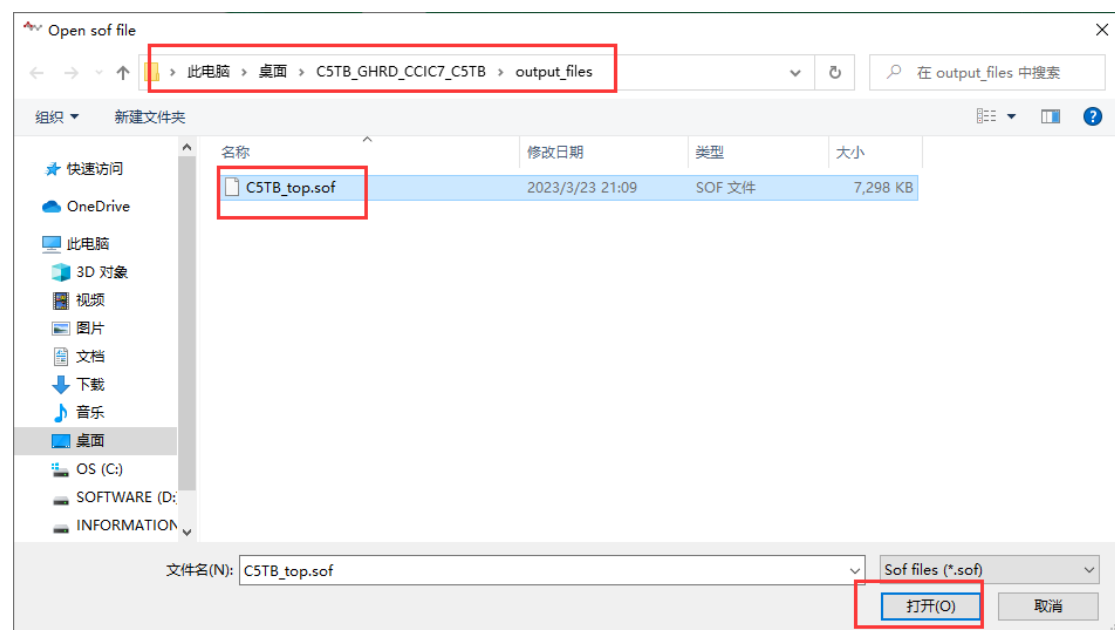 Open sof file
此电脑 › 桌面 › C5TB_GHRD_CCIC7_C5TB › output_files
在 output_files 中搜索
组织 新建文件夹
名称 修改日期 类型 大小
C5TB_top.sof 2023/3/23 21:09 SOF 文件 7,298 KB
快速访问
OneDrive
此电脑
3D 对象
视频
图片
文档
下载
音乐
桌面
OS (C:)
SOFTWARE (D:
INFORMATION
文件名(N): C5TB_top.sof Sof files (*.sof)
打开(O) 取消